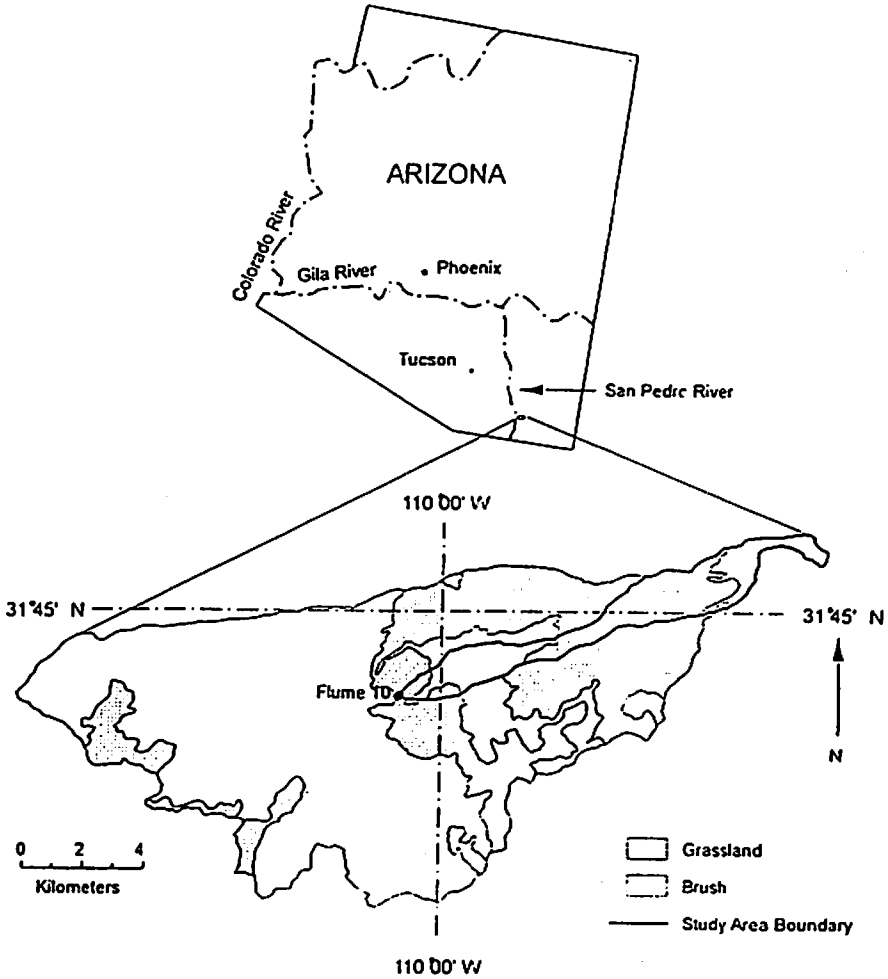 ARIZONA
Colorado River
Gila River
Phoenix
Tucson
San Pedrc River
110°00' W
31°45' N
31°45' N
Flume 10
N
0 2 4
Kilometers
Grassland
Brush
Study Area Boundary
110°00' W